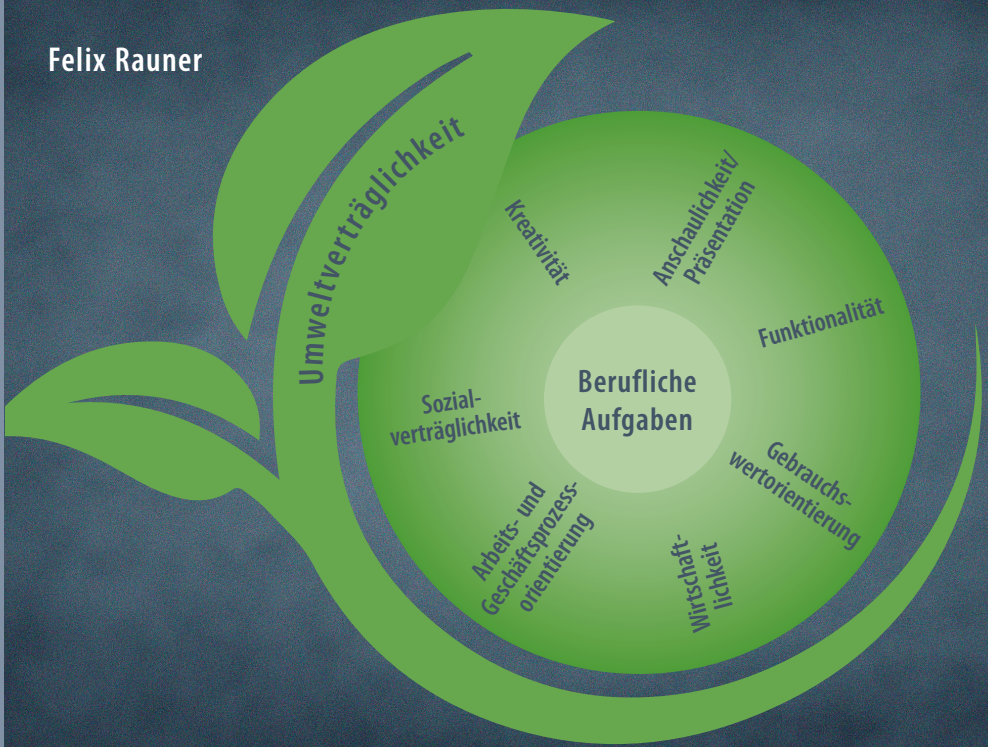 Felix Rauner
Umweltverträglichkeit
Kreativität
Anschaulichkeit/
Präsentation
Funktionalität
Berufliche
Aufgaben
Sozial-
verträglichkeit
Gebrauchs-
wertorientierung
Arbeits- und
Geschäftsprozess-
orientierung
Wirtschaft-
lichkeit